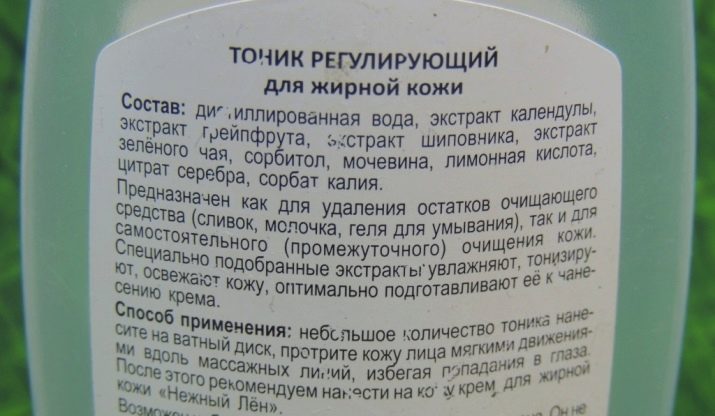 ТОНИК РЕГУЛИРУЮЩИЙ
для жирной кожи
Состав: дистиллированная вода, экстракт календулы,
экстракт грейпфрута, экстракт шиповника, экстракт
зелёного чая, сорбитол, мочевина, лимонная кислота,
цитрат серебра, сорбат калия.
Предназначен как для удаления остатков очищающего
средства (сливок, молочка, геля для умывания), так и для
самостоятельного (промежуточного) очищения кожи.
Специально подобранные экстракты увлажняют, тонизиру-
ют, освежают кожу, оптимально подготавливают её к нане-
сению крема.
Способ применения: небольшое количество тоника нане-
сите на ватный диск, протрите кожу лица мягкими движения-
ми вдоль массажных линий, избегая попадания в глаза.
После этого рекомендуем нанести на кожу крем для жирной
кожи «Нежный Лён».
Он не